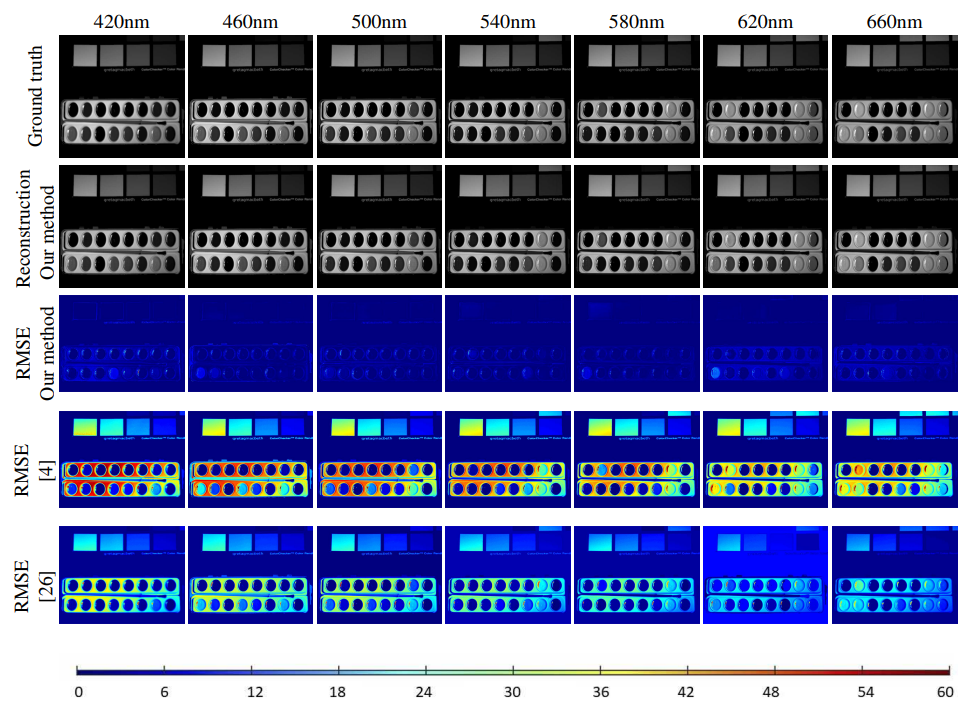 420nm 460nm 500nm 540nm 580nm 620nm 660nm
Ground truth
Reconstruction
Our method
RMSE
Our method
RMSE
[4]
RMSE
[26]
0 6 12 18 24 30 36 42 48 54 60